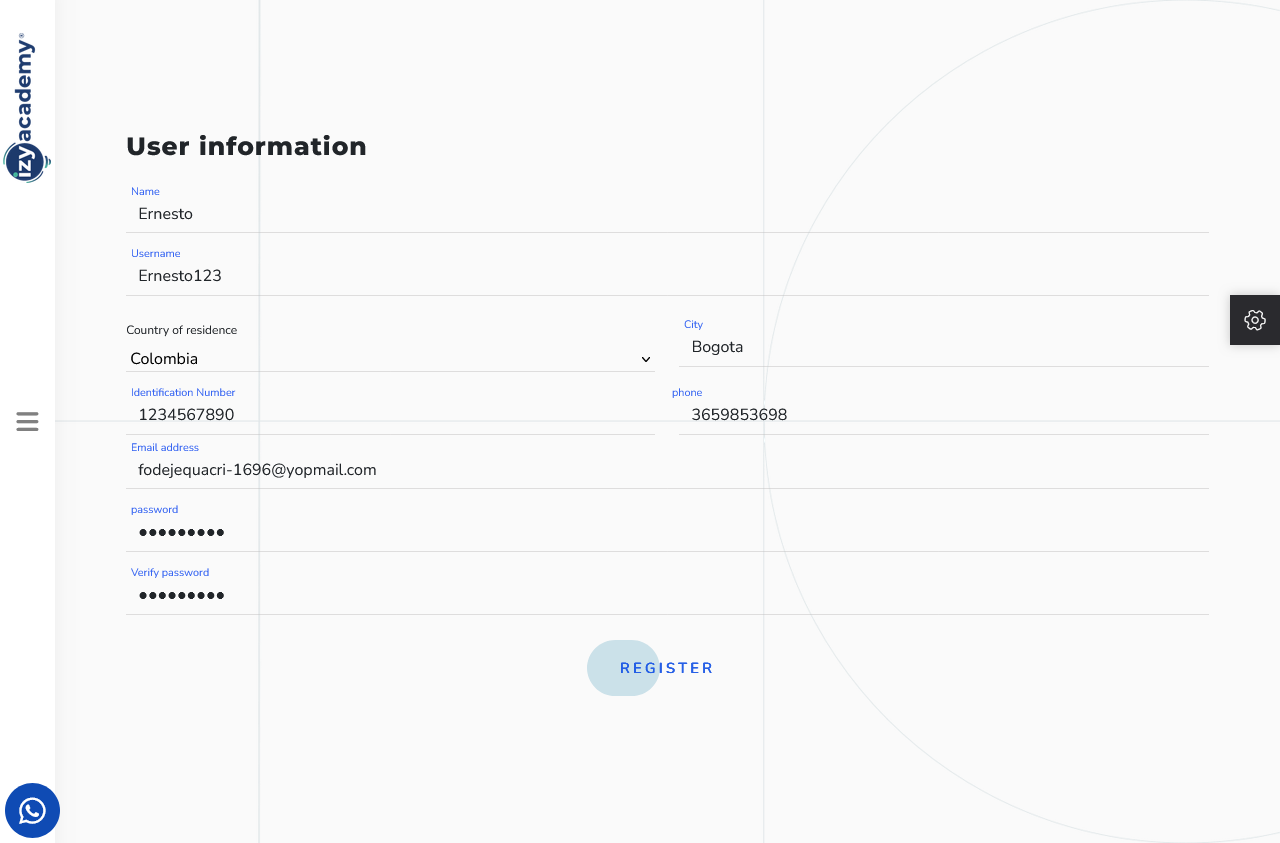 izyacademy®
User information
Name
Ernesto
Username
Ernesto123
Country of residence
Colombia
City
Bogota
Identification Number
1234567890
phone
3659853698
Email address
fodejequacri-1696@yopmail.com
password
•••••••••
Verify password
•••••••••
REGISTER